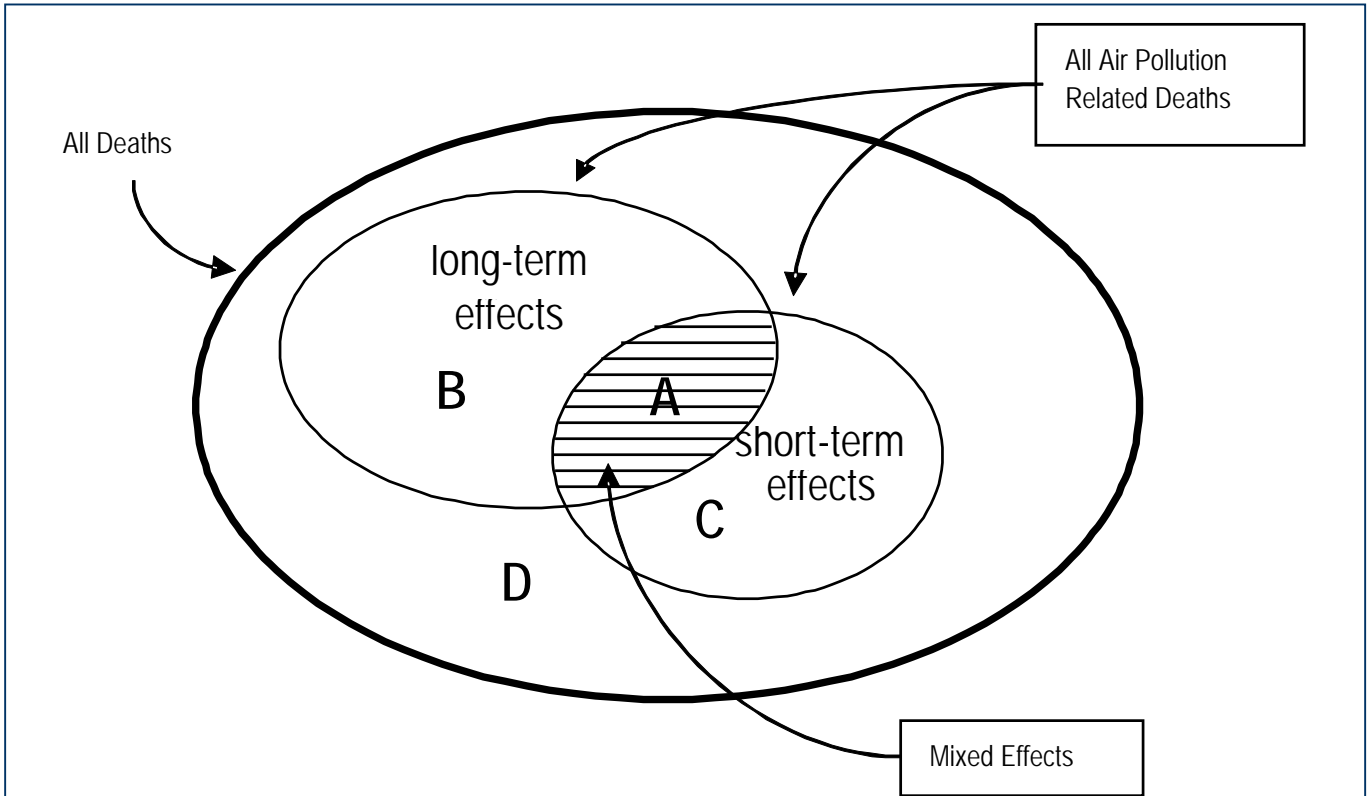 All Air Pollution
Related Deaths
All Deaths
long-term
effects
B
A
short-term
effects
C
D
Mixed Effects